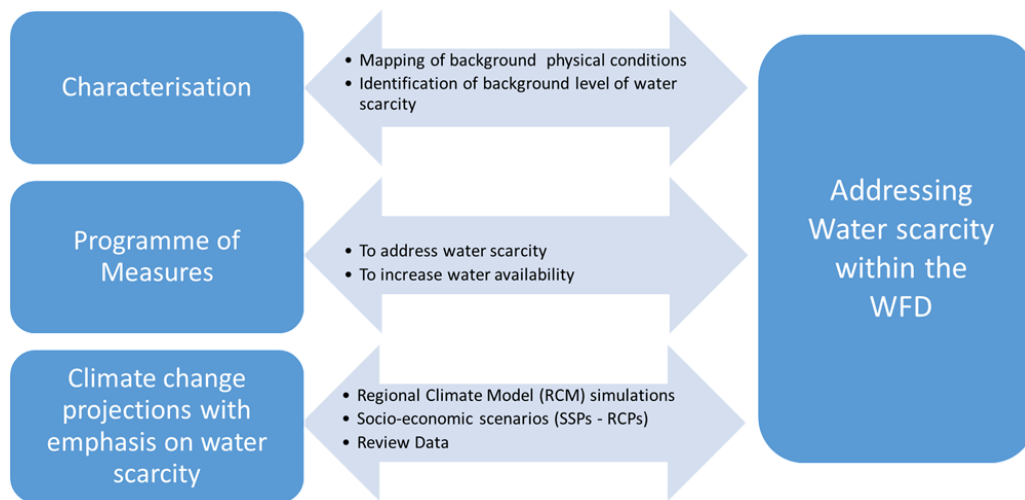 Characterisation
• Mapping of background physical conditions
• Identification of background level of water
scarcity
Programme of
Measures
• To address water scarcity
• To increase water availability
Climate change
projections with
emphasis on water
scarcity
• Regional Climate Model (RCM) simulations
• Socio-economic scenarios (SSPs - RCPs)
• Review Data
Addressing
Water scarcity
within the
WFD